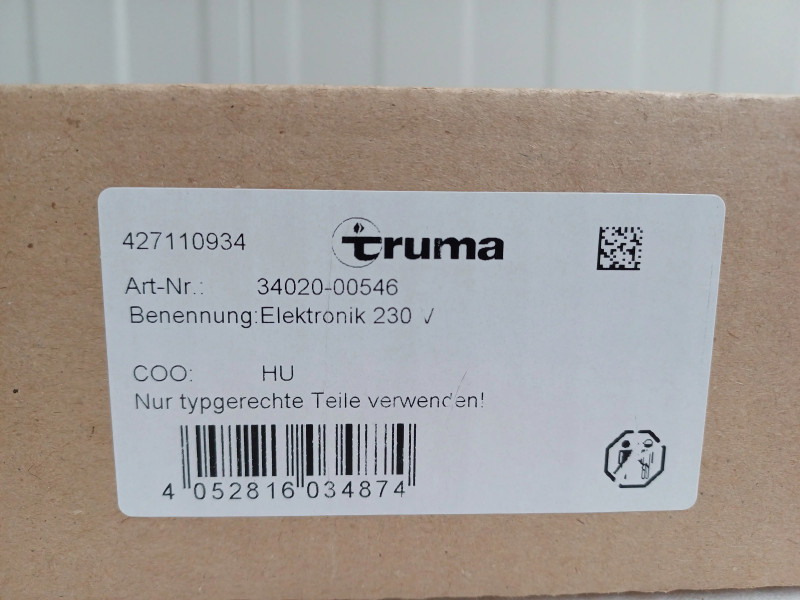 427110934
truma
Art-Nr.: 34020-00546
Benennung:Elektronik 230 V
COO: HU
Nur typgerechte Teile verwenden!
4 052816 034874